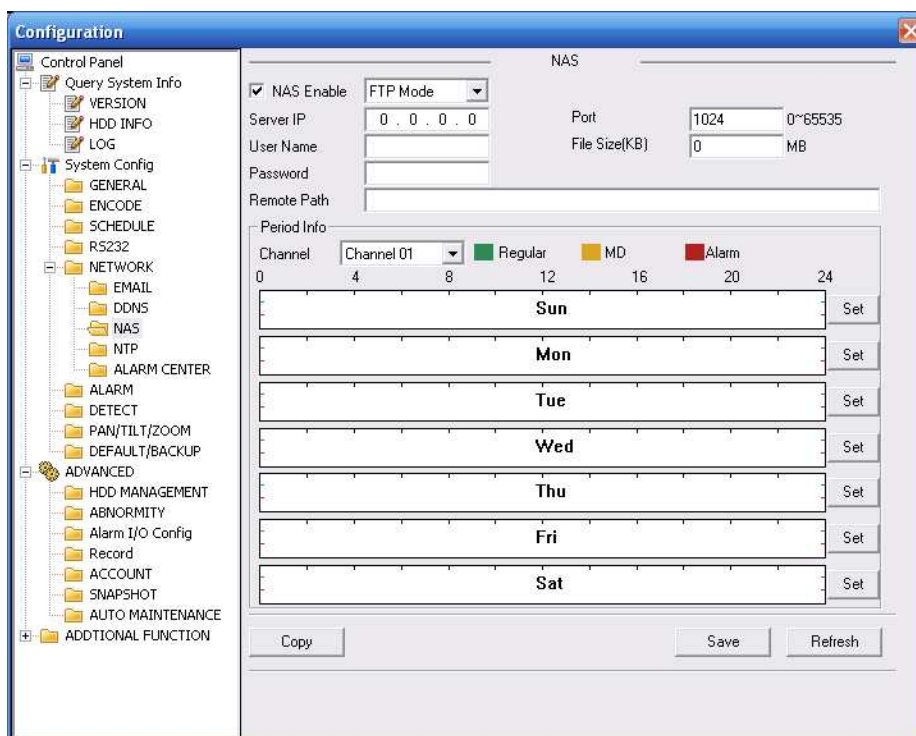 Configuration
Control Panel
Query System Info
VERSION
HDD INFO
LOG
System Config
GENERAL
ENCODE
SCHEDULE
RS232
NETWORK
EMAIL
DDNS
NAS
NTP
ALARM CENTER
ALARM
DETECT
PAN/TILT/ZOOM
DEFAULT/BACKUP
ADVANCED
HDD MANAGEMENT
ABNORMITY
Alarm I/O Config
Record
ACCOUNT
SNAPSHOT
AUTO MAINTENANCE
ADDTIONAL FUNCTION
NAS
NAS Enable FTP Mode
Server IP 0 . 0 . 0 . 0 Port 1024 0~65535
User Name File Size(KB) 0 MB
Password
Remote Path
Period Info
Channel Channel 01 Regular MD Alarm
0 4 8 12 16 20 24
Sun Set
Mon Set
Tue Set
Wed Set
Thu Set
Fri Set
Sat Set
Copy Save Refresh